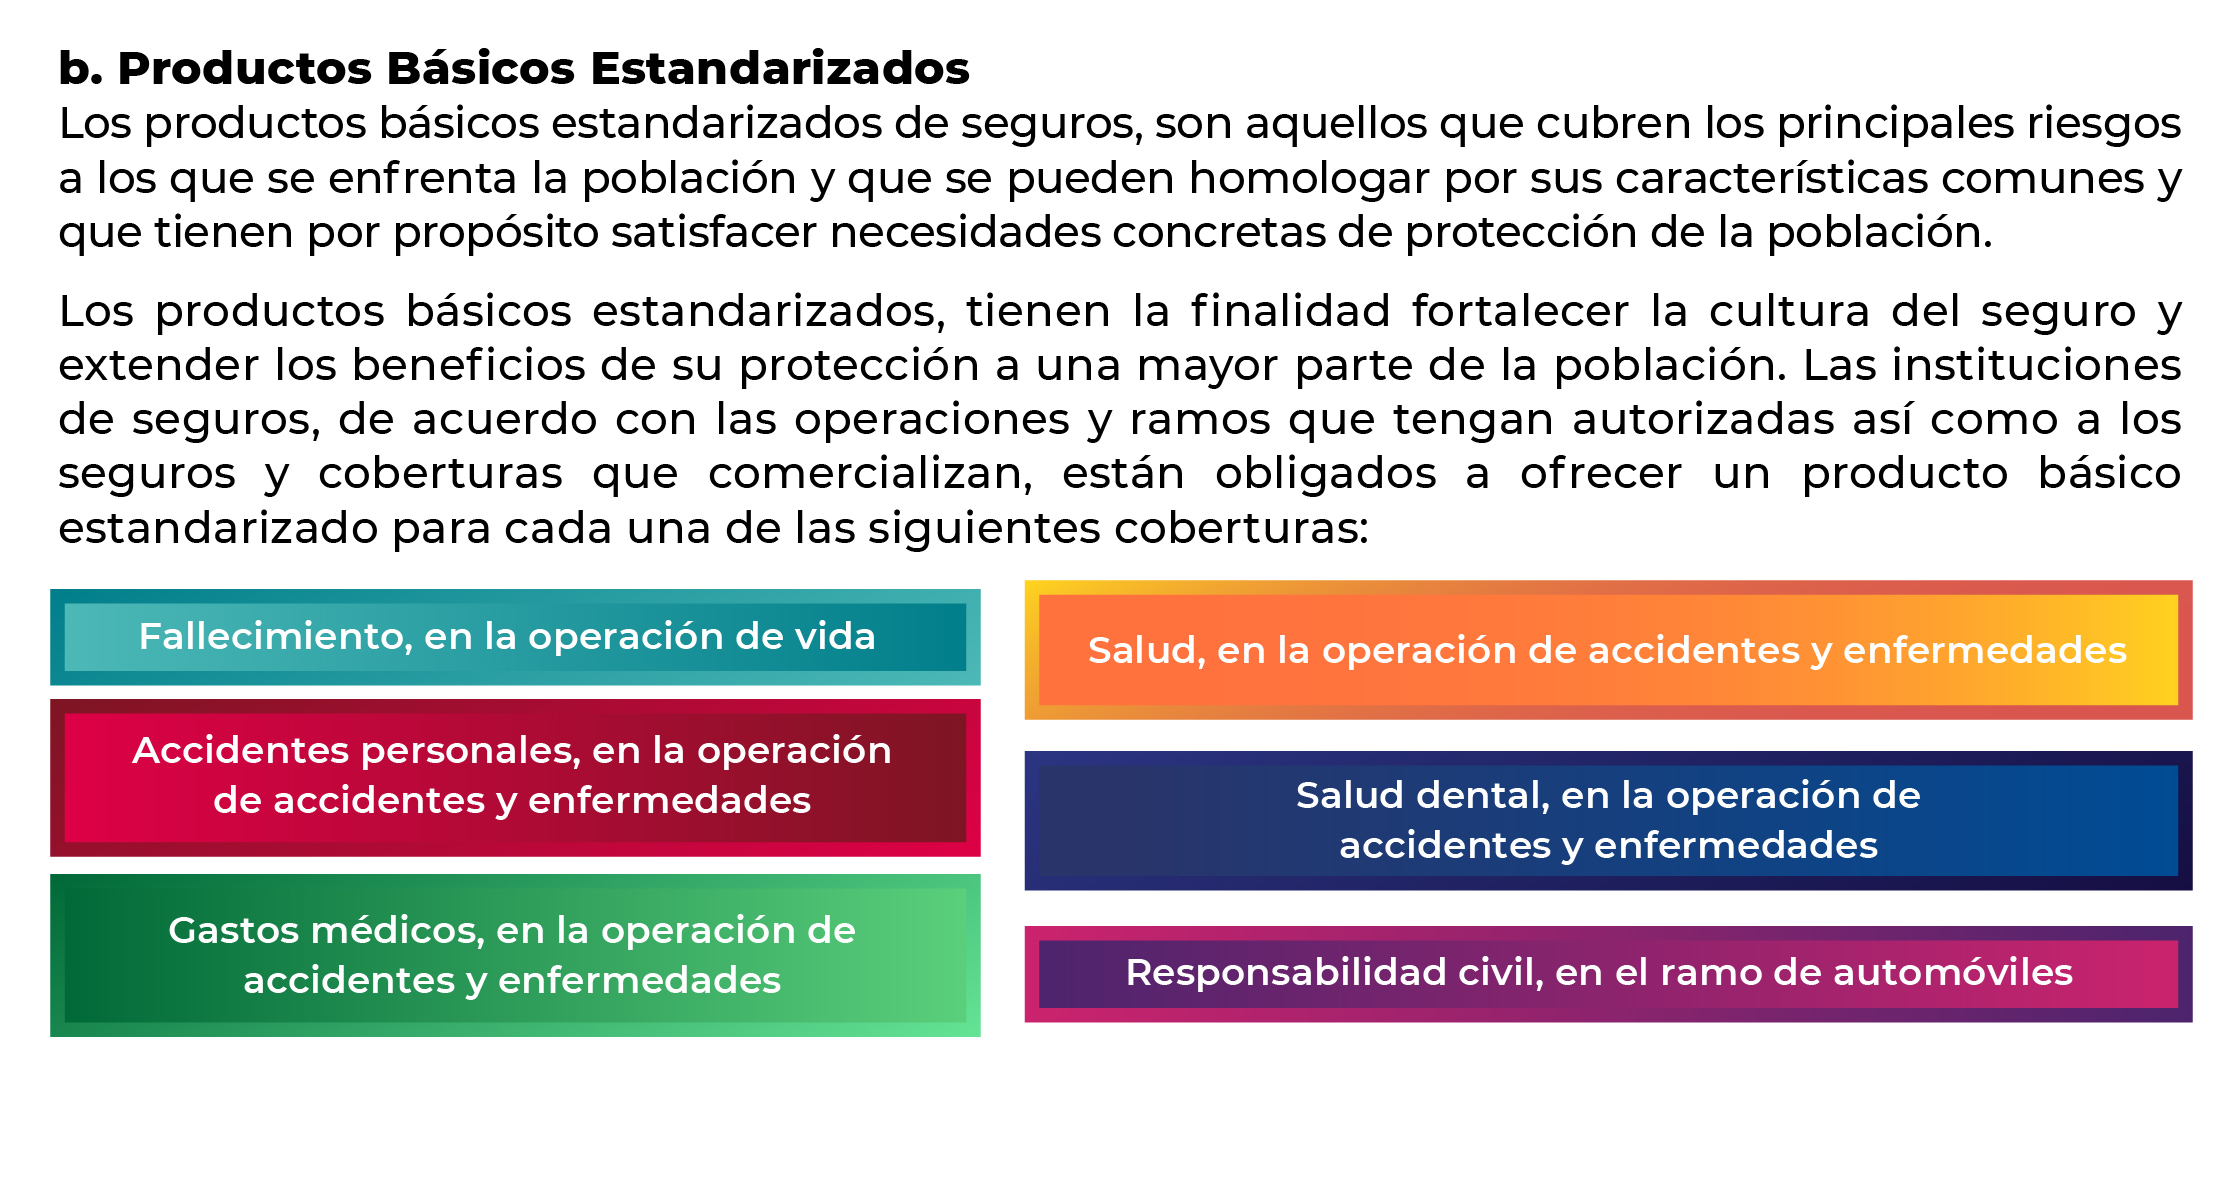 b. Productos Básicos Estandarizados
Los productos básicos estandarizados de seguros, son aquellos que cubren los principales riesgos
a los que se enfrenta la población y que se pueden homologar por sus características comunes y
que tienen por propósito satisfacer necesidades concretas de protección de la población.
Los productos básicos estandarizados, tienen la finalidad fortalecer la cultura del seguro y
extender los beneficios de su protección a una mayor parte de la población. Las instituciones
de seguros, de acuerdo con las operaciones y ramos que tengan autorizadas así como a los
seguros y coberturas que comercializan, están obligados a ofrecer un producto básico
estandarizado para cada una de las siguientes coberturas:
Fallecimiento, en la operación de vida
Accidentes personales, en la operación
de accidentes y enfermedades
Gastos médicos, en la operación de
accidentes y enfermedades
Salud, en la operación de accidentes y enfermedades
Salud dental, en la operación de
accidentes y enfermedades
Responsabilidad civil, en el ramo de automóviles